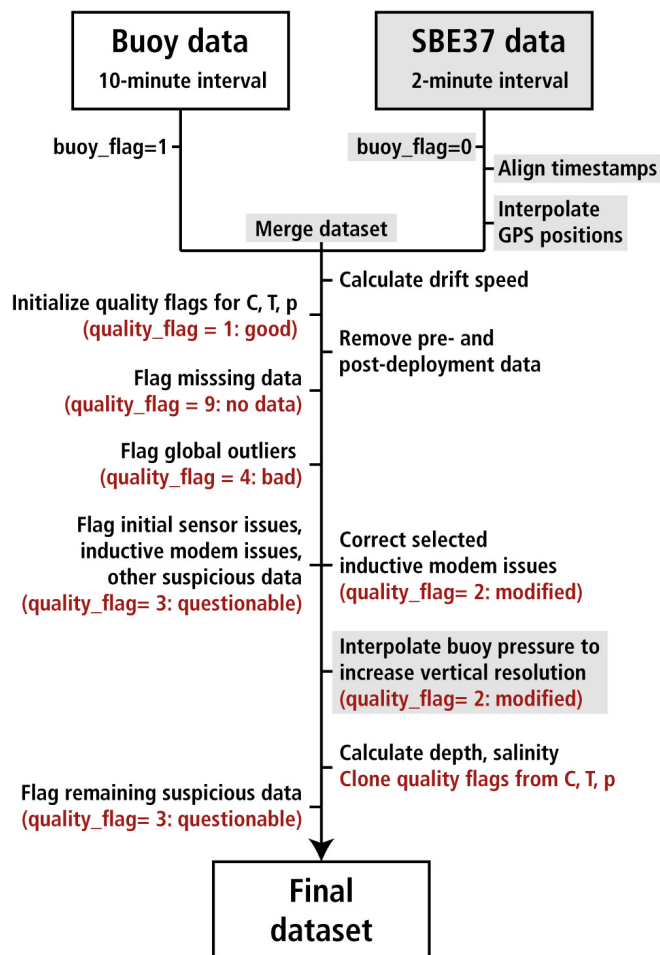 Buoy data
10-minute interval
SBE37 data
2-minute interval
buoy_flag=1
buoy_flag=0
Align timestamps
Interpolate
GPS positions
Merge dataset
Calculate drift speed
Initialize quality flags for C, T, p
(quality_flag = 1: good)
Remove pre- and
post-deployment data
Flag misssing data
(quality_flag = 9: no data)
Flag global outliers
(quality_flag = 4: bad)
Flag initial sensor issues,
inductive modem issues,
other suspicious data
(quality_flag= 3: questionable)
Correct selected
inductive modem issues
(quality_flag= 2: modified)
Interpolate buoy pressure to
increase vertical resolution
(quality_flag= 2: modified)
Calculate depth, salinity
Clone quality flags from C, T, p
Flag remaining suspicious data
(quality_flag= 3: questionable)
Final
dataset